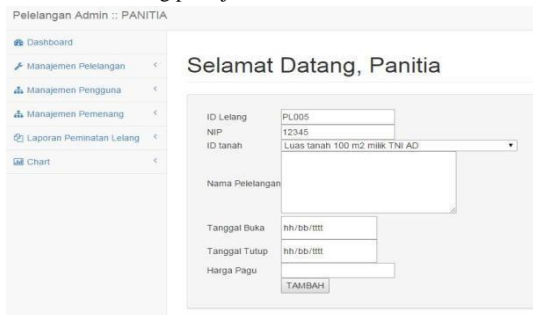 Pelelangan Admin :: PANITIA
Dashboard
Manajemen Pelelangan
Manajemen Pengguna
Manajemen Pemenang
Laporan Peminatan Lelang
Chart
Selamat Datang, Panitia
ID Lelang PL005
NIP 12345
ID tanah Luas tanah 100 m2 milik TNI AD
Nama Pelelangan
Tanggal Buka hh/bb/tttt
Tanggal Tutup hh/bb/tttt
Harga Pagu
TAMBAH